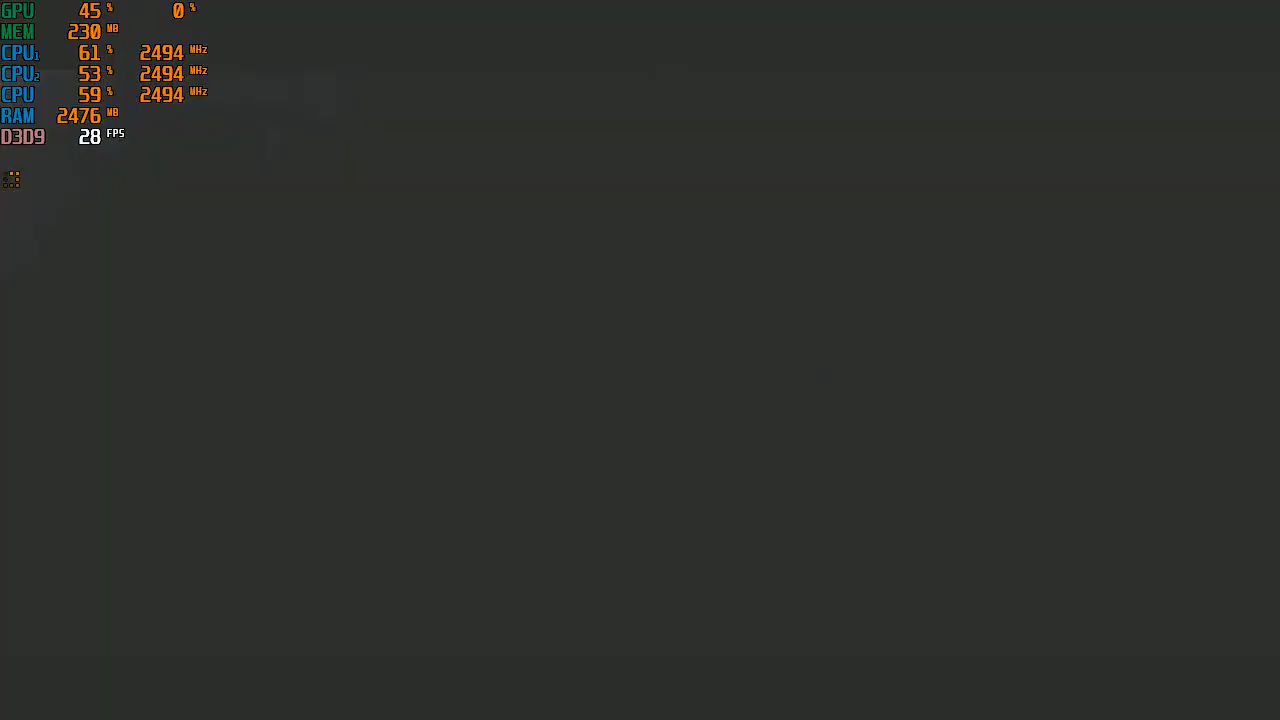 GPU 45 % 0 %
MEM 230 MB
CPU1 61 % 2494 MHz
CPU2 53 % 2494 MHz
CPU 59 % 2494 MHz
RAM 2476 MB
D3D9 28 FPS